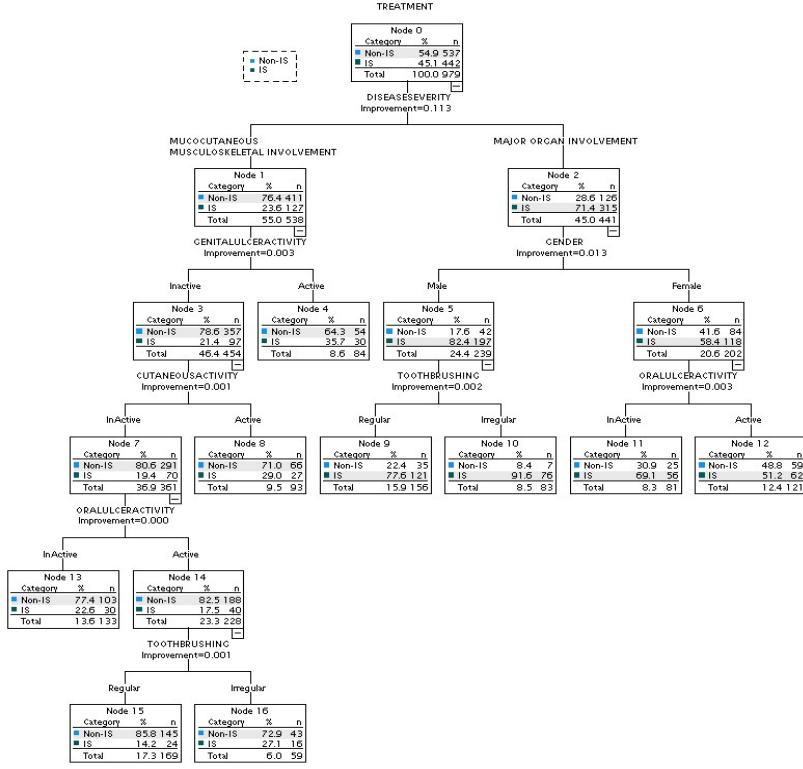 TREATMENT
Node 0
Category % n
Non-IS 54.9 537
IS 45.1 442
Total 100.0 979
Non-IS
IS
DISEASESEVERITY
Improvement=0.113
MUCOCUTANEOUS
MUSCULOSKELETAL INVOLVEMENT
MAJOR ORGAN INVOLVEMENT
Node 1
Category % n
Non-IS 76.4 411
IS 23.6 127
Total 55.0 538
Node 2
Category % n
Non-IS 28.6 126
IS 71.4 315
Total 45.0 441
GENITALULCERACTIVITY
Improvement=0.003
GENDER
Improvement=0.013
Inactive
Active
Male
Female
Node 3
Category % n
Non-IS 78.6 357
IS 21.4 97
Total 46.4 454
Node 4
Category % n
Non-IS 64.3 54
IS 35.7 30
Total 8.6 84
Node 5
Category % n
Non-IS 17.6 42
IS 82.4 197
Total 24.4 239
Node 6
Category % n
Non-IS 41.6 84
IS 58.4 118
Total 20.6 202
CUTANEOUSACTIVITY
Improvement=0.001
TOOTHBRUSHING
Improvement=0.002
ORALULCERACTIVITY
Improvement=0.003
InActive
Active
Regular
Irregular
InActive
Active
Node 7
Category % n
Non-IS 80.6 291
IS 19.4 70
Total 36.9 361
Node 8
Category % n
Non-IS 71.0 66
IS 29.0 27
Total 9.5 93
Node 9
Category % n
Non-IS 22.4 35
IS 77.6 121
Total 15.9 156
Node 10
Category % n
Non-IS 8.4 7
IS 91.6 76
Total 8.5 83
Node 11
Category % n
Non-IS 30.9 25
IS 69.1 56
Total 8.3 81
Node 12
Category % n
Non-IS 48.8 59
IS 51.2 62
Total 12.4 121
ORALULCERACTIVITY
Improvement=0.000
InActive
Active
Node 13
Category % n
Non-IS 77.4 103
IS 22.6 30
Total 13.6 133
Node 14
Category % n
Non-IS 82.5 188
IS 17.5 40
Total 23.3 228
TOOTHBRUSHING
Improvement=0.001
Regular
Irregular
Node 15
Category % n
Non-IS 85.8 145
IS 14.2 24
Total 17.3 169
Node 16
Category % n
Non-IS 72.9 43
IS 27.1 16
Total 6.0 59